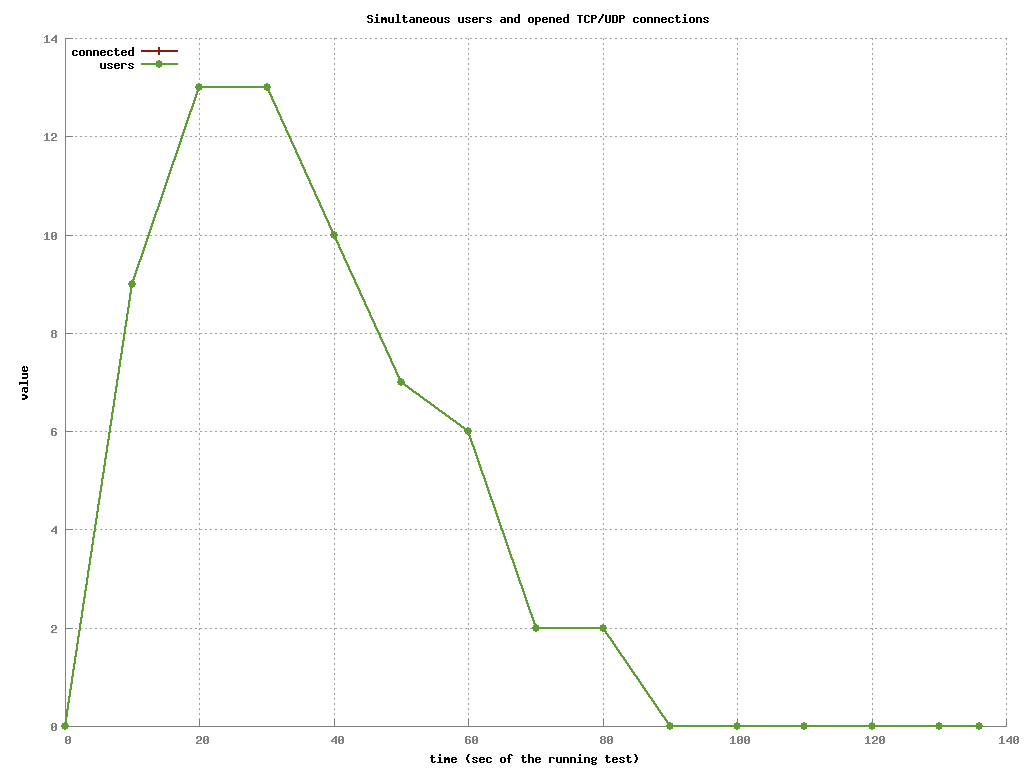 Simultaneous users and opened TCP/UDP connections
14
connected
users
12
10
8
value
6
4
2
0
0 20 40 60 80 100 120 140
time (sec of the running test)